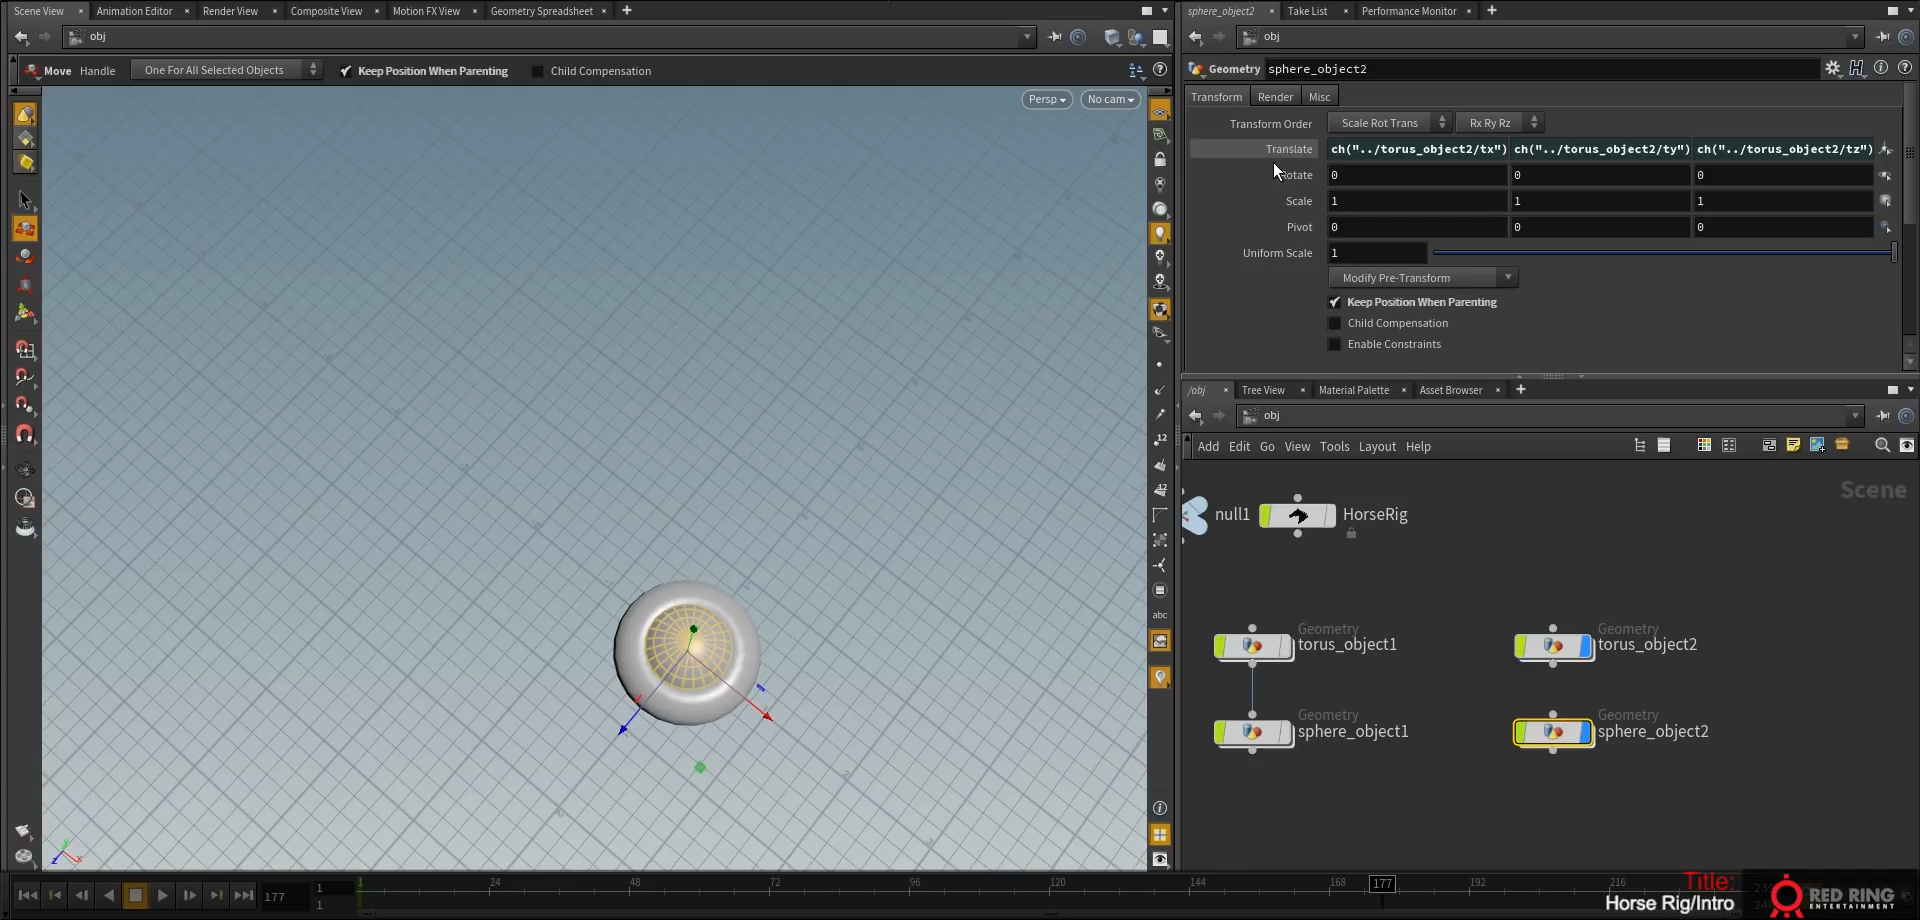 Scene View Animation Editor Render View Composite View Motion FX View Geometry Spreadsheet
obj
Move Handle One For All Selected Objects Keep Position When Parenting Child Compensation
Persp No cam
sphere_object2 Take List Performance Monitor
obj
Geometry sphere_object2
Transform Render Misc
Transform Order Scale Rot Trans Rx Ry Rz
Translate ch("../torus_object2/tx") ch("../torus_object2/ty") ch("../torus_object2/tz")
Rotate 0 0 0
Scale 1 1 1
Pivot 0 0 0
Uniform Scale 1
Modify Pre-Transform
Keep Position When Parenting
Child Compensation
Enable Constraints
/obj Tree View Material Palette Asset Browser
obj
Add Edit Go View Tools Layout Help
Scene
null1 HorseRig
Geometry
torus_object1
Geometry
torus_object2
Geometry
sphere_object1
Geometry
sphere_object2
12
12
abc
y
z x
177
1
1
1 24 48 72 96 120 144 168 177 192 216
Title:
Horse Rig/Intro
RED RING
ENTERTAINMENT